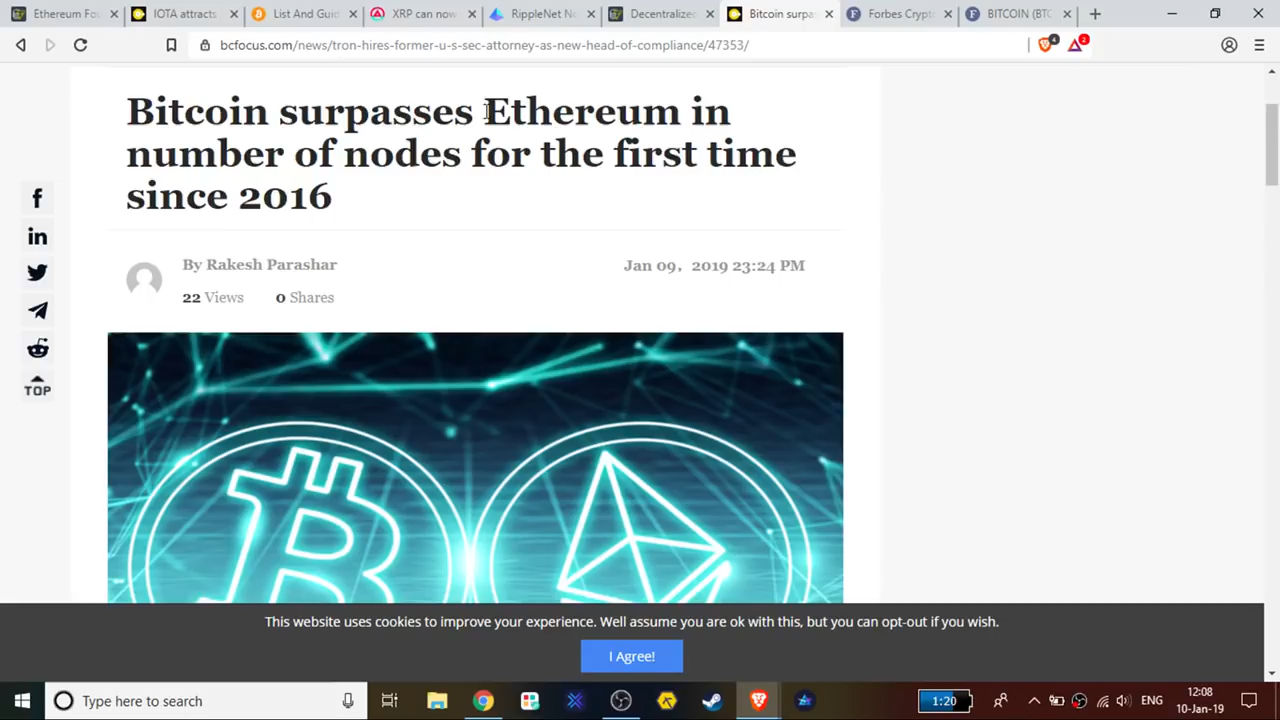 Ethereum Fou
IOTA attracts
List And Guid
XRP can now
RippleNet Ne
Decentralized
Bitcoin surpa
Forbes Crypt
BITCOIN (BTC
bcfocus.com/news/tron-hires-former-u-s-sec-attorney-as-new-head-of-compliance/47353/
4
2
Bitcoin surpasses Ethereum in
number of nodes for the first time
since 2016
By Rakesh Parashar
Jan 09, 2019 23:24 PM
22 Views 0 Shares
TOP
This website uses cookies to improve your experience. Well assume you are ok with this, but you can opt-out if you wish.
I Agree!
Type here to search
1:20
ENG
12:08
10-Jan-19